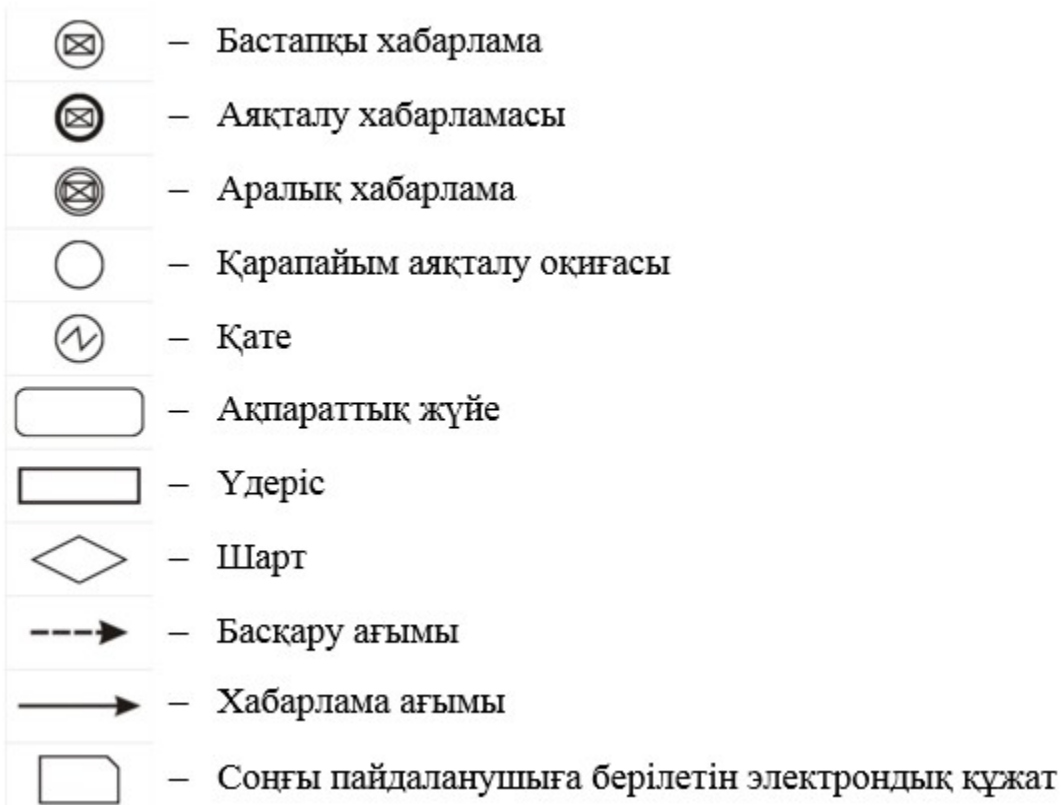 – Бастапқы хабарлама
– Аяқталу хабарламасы
– Аралық хабарлама
– Қарапайым аяқталу оқиғасы
– Қате
– Ақпараттық жүйе
– Үдеріс
– Шарт
– Басқару ағымы
– Хабарлама ағымы
– Соңғы пайдаланушыға берілетін электрондық құжат